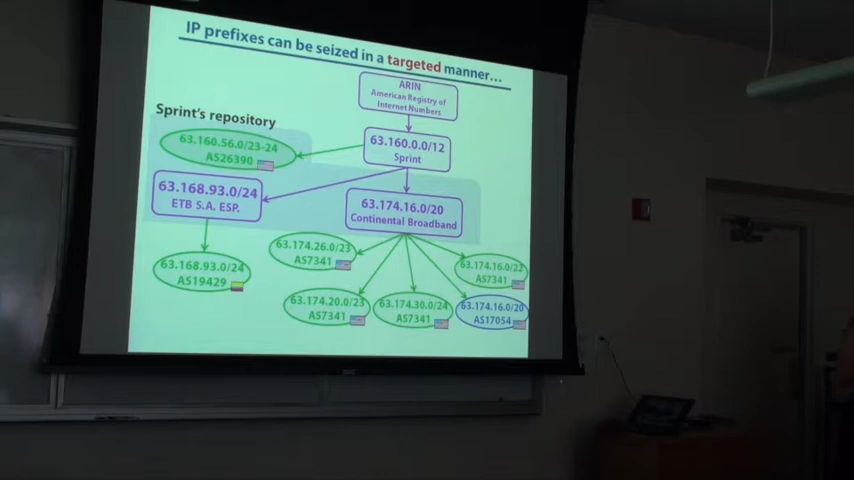 IP prefixes can be seized in a targeted manner...
ARIN
American Registry of
Internet Numbers
Sprint's repository
63.160.56.0/23-24
AS26390
63.160.0.0/12
Sprint
63.168.93.0/24
ETB S.A. ESP.
63.174.16.0/20
Continental Broadband
63.174.26.0/23
AS7341
63.168.93.0/24
AS19429
63.174.16.0/22
AS7341
63.174.20.0/23
AS7341
63.174.30.0/24
AS7341
63.174.16.0/20
AS17054